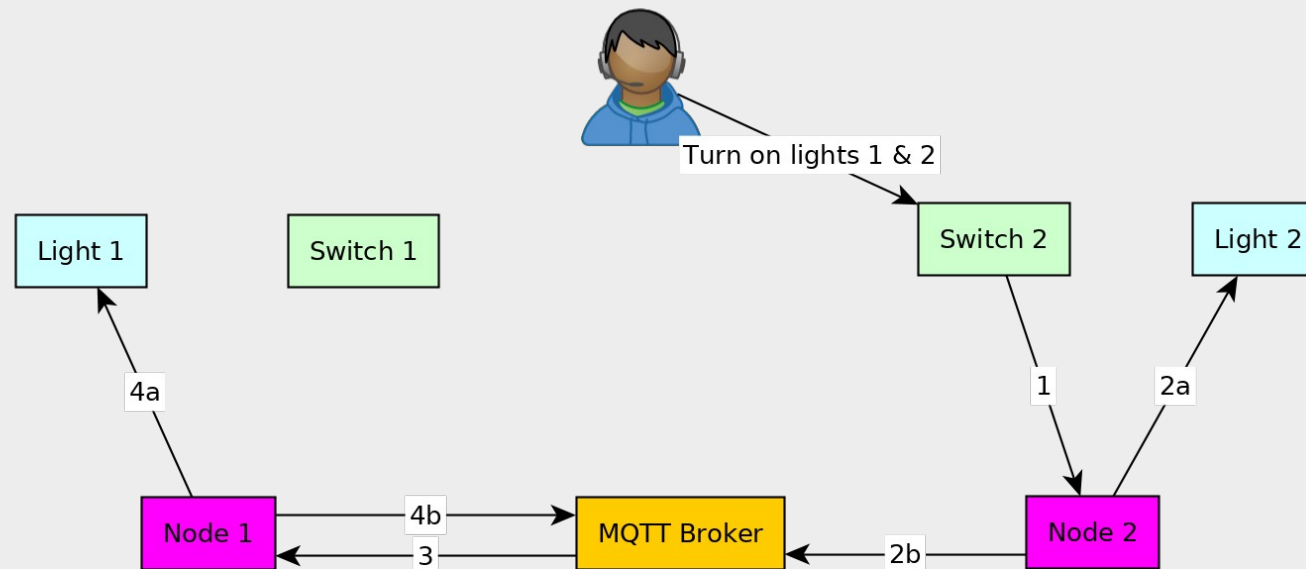 Turn on lights 1 & 2
Light 1
Switch 1
Switch 2
Light 2
4a
1
2a
Node 1
4b
3
MQTT Broker
2b
Node 2